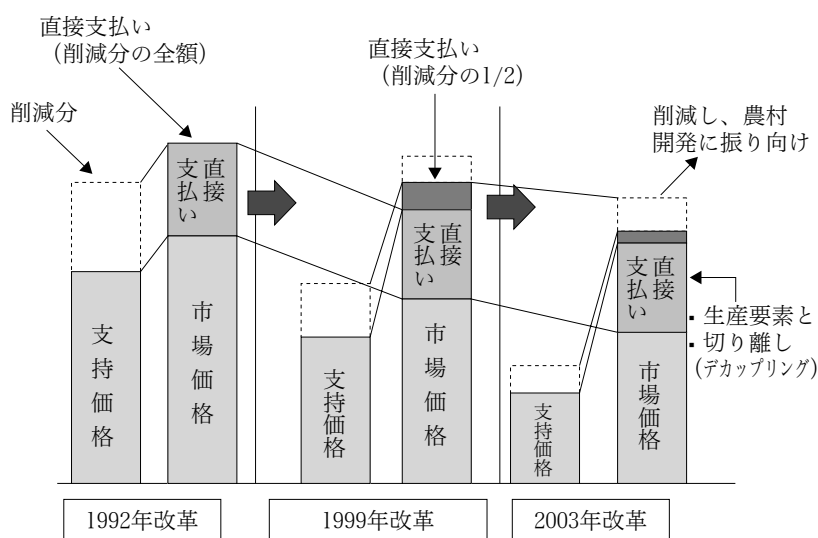 直接支払い
（削減分の全額）
削減分
支持価格
直接
支払い
市場価格
1992年改革
直接支払い
（削減分の1/2）
支持価格
直接
支払い
市場価格
1999年改革
削減し、農村
開発に振り向け
支持価格
直接
支払い
市場価格
・生産要素と
・切り離し
（デカップリング）
2003年改革